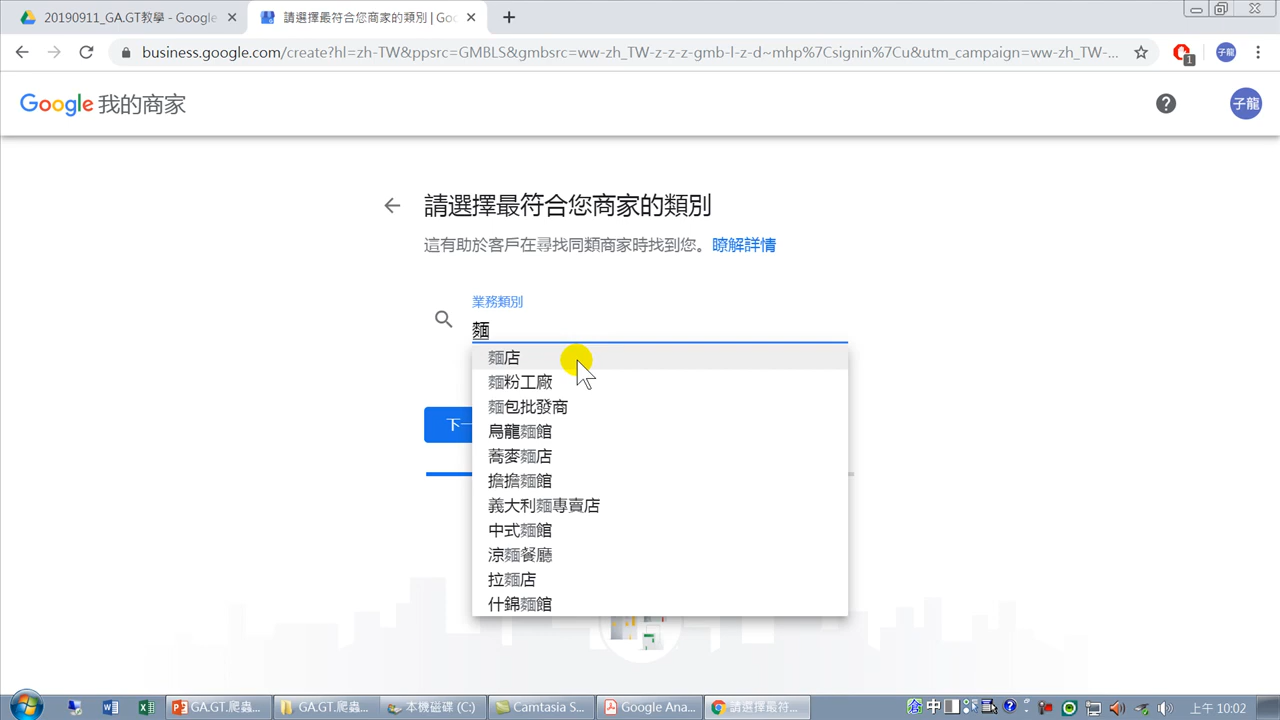 20190911_GA.GT教學 - Google
請選擇最符合您商家的類別 | Goo
business.google.com/create?hl=zh-TW&ppsrc=GMBLS&gmbsrc=ww-zh_TW-z-z-z-gmb-l-z-d~mhp%7Csignin%7Cu&utm_campaign=ww-zh_TW-...
1
子龍
Google 我的商家
子龍
請選擇最符合您商家的類別
這有助於客戶在尋找同類商家時找到您。瞭解詳情
業務類別
麵
麵店
麵粉工廠
麵包批發商
下一
烏龍麵館
蕎麥麵店
擔擔麵館
義大利麵專賣店
中式麵館
涼麵餐廳
拉麵店
什錦麵館
GA.GT.爬蟲...
GA.GT.爬蟲...
本機磁碟 (C:)
Camtasia S...
Google Ana...
請選擇最符...
中
上午 10:02